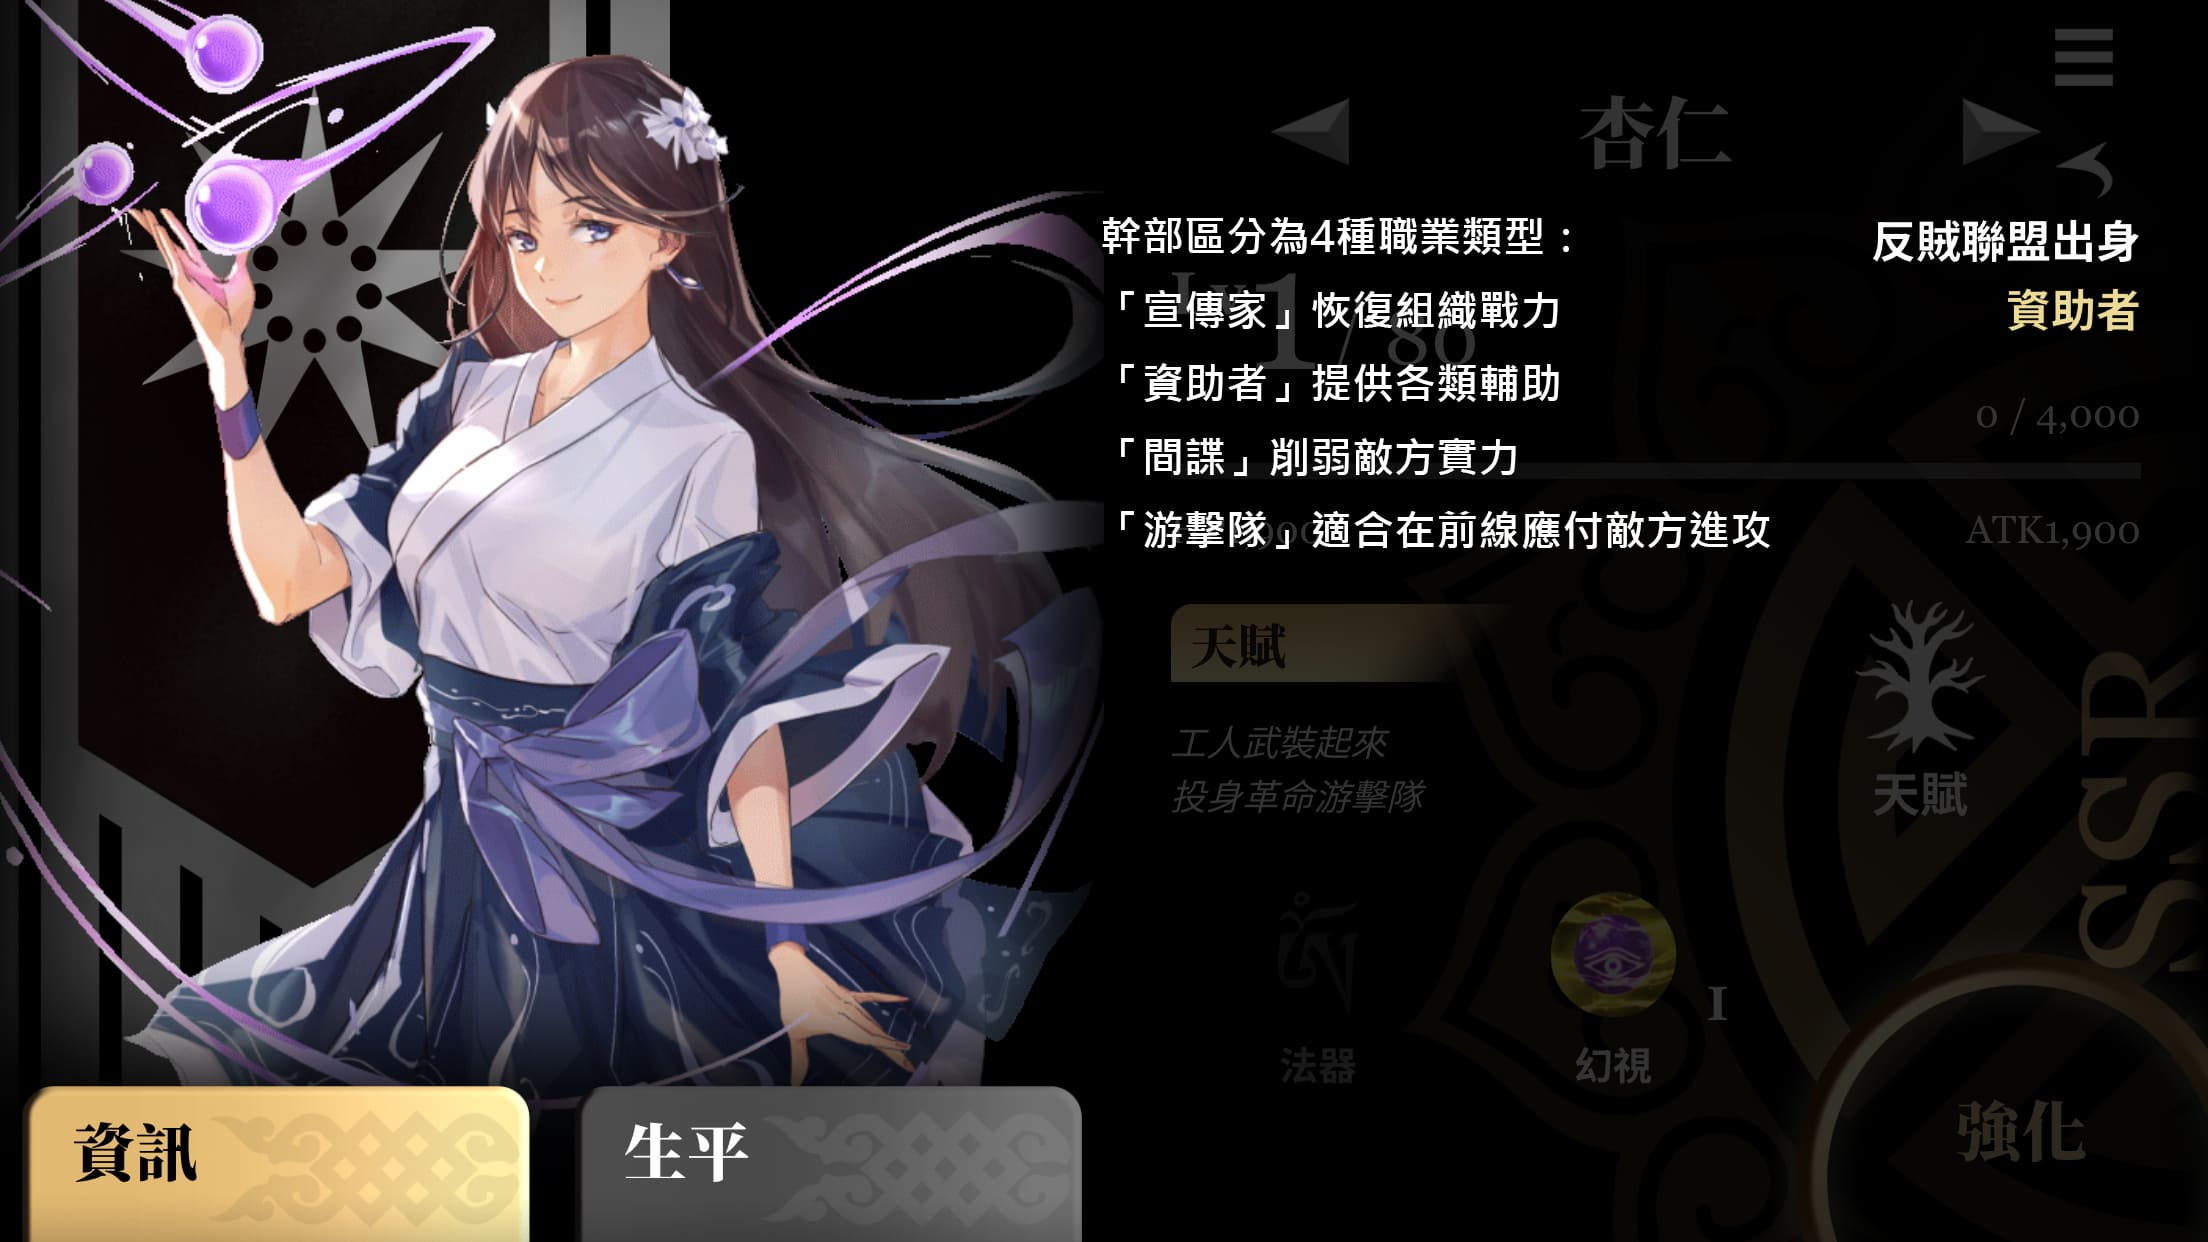 杏仁
幹部區分為4種職業類型：
「宣傳家」恢復組織戰力
「資助者」提供各類輔助
「間諜」削弱敵方實力
「游擊隊」適合在前線應付敵方進攻
反賊聯盟出身
資助者
1/80
0 / 4,000
ATK1,900
天賦
工人武裝起來
投身革命游擊隊
天賦
SSR
法器
幻視
I
強化
資訊
生平